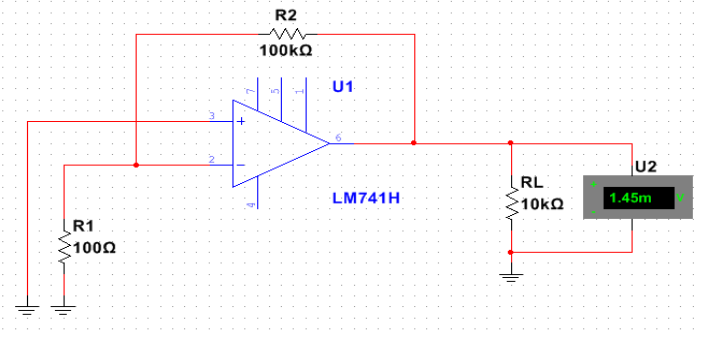 R2
100kΩ
U1
7
5
1
3
+
6
2
−
4
LM741H
U2
RL
10kΩ
+
1.45m
V
-
R1
100Ω